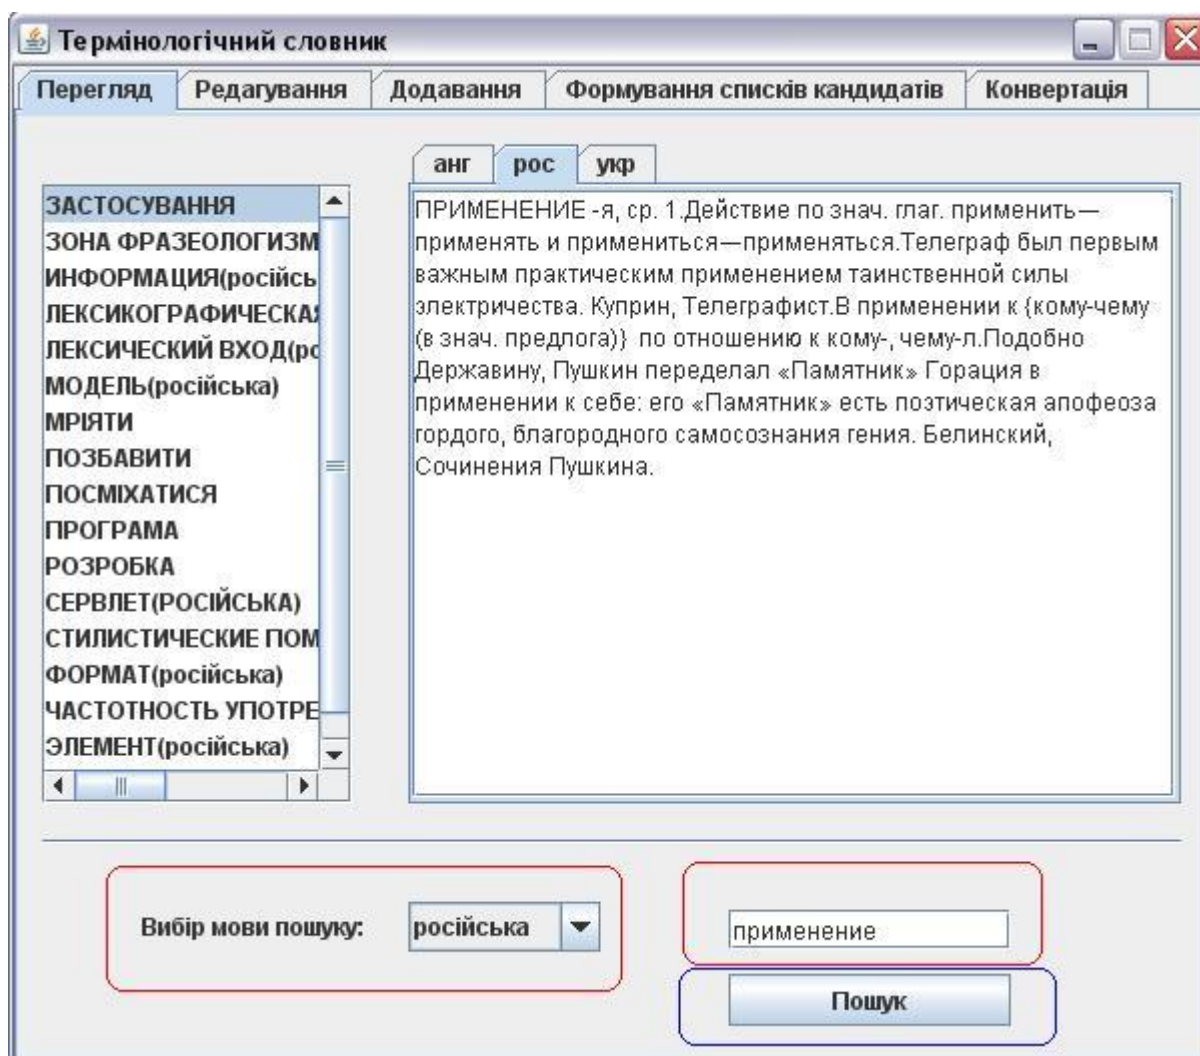 Термінологічний словник
Перегляд Редагування Додавання Формування списків кандидатів Конвертація
анг рос укр
ЗАСТОСУВАННЯ
ЗОНА ФРАЗЕОЛОГИЗМ
ИНФОРМАЦИЯ(російсь
ЛЕКСИКОГРАФИЧЕСКАЯ
ЛЕКСИЧЕСКИЙ ВХОД(ро
МОДЕЛЬ(російська)
МРІЯТИ
ПОЗБАВИТИ
ПОСМІХАТИСЯ
ПРОГРАМА
РОЗРОБКА
СЕРВЛЕТ(РОСІЙСЬКА)
СТИЛИСТИЧЕСКИЕ ПОМ
ФОРМАТ(російська)
ЧАСТОТНОСТЬ УПОТРЕ
ЭЛЕМЕНТ(російська)
ПРИМЕНЕНИЕ -я, ср. 1.Действие по знач. глаг. применить—
применять и примениться—применяться.Телеграф был первым
важным практическим применением таинственной силы
электричества. Куприн, Телеграфист.В применении к {кому-чему
(в знач. предлога)} по отношению к кому-, чему-л.Подобно
Державину, Пушкин переделал «Памятник» Горация в
применении к себе: его «Памятник» есть поэтическая апофеоза
гордого, благородного самосознания гения. Белинский,
Сочинения Пушкина.
Вибір мови пошуку: російська
применение
Пошук